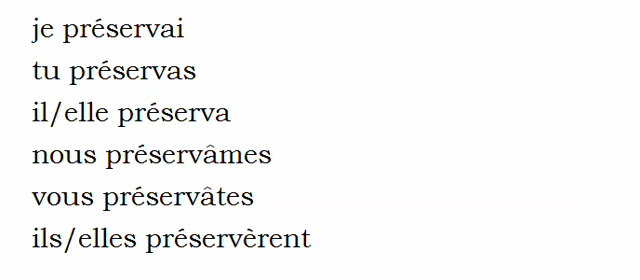 je préservai
tu préservas
il/elle préserva
nous préservâmes
vous préservâtes
ils/elles préservèrent